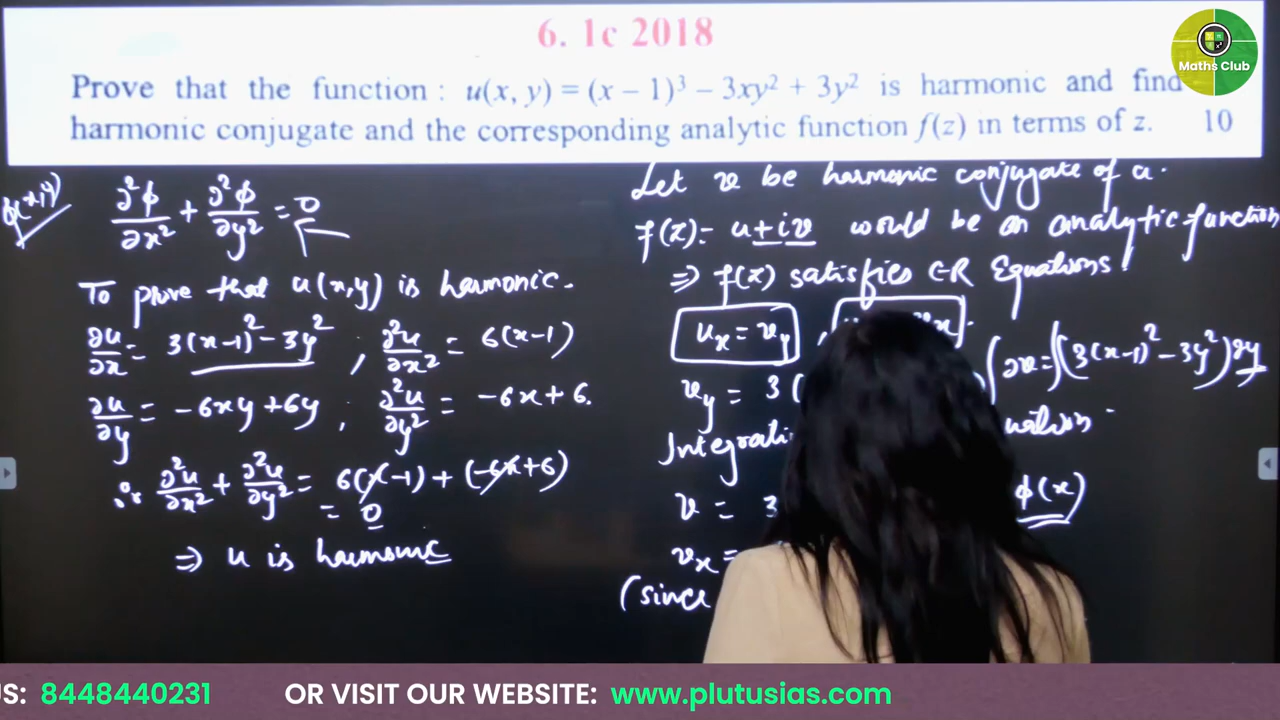 6. 1c 2018
Maths Club
Prove that the function : u(x, y) = (x – 1)³ – 3xy² + 3y² is harmonic and find
harmonic conjugate and the corresponding analytic function f(z) in terms of z. 10
∂²φ/∂x² + ∂²φ/∂y² = 0
To prove that u(x,y) is harmonic.
∂u/∂x = 3(x-1)² - 3y² , ∂²u/∂x² = 6(x-1)
∂u/∂y = -6xy + 6y , ∂²u/∂y² = -6x + 6.
∴ ∂²u/∂x² + ∂²u/∂y² = 6(x-1) + (-6x+6)
= 0
⇒ u is harmonic
Let v be harmonic conjugate of u.
f(z) = u+iv would be an analytic function
⇒ f(z) satisfies C-R Equations.
u_x = v_y ,
v_y = 3( ∫∂v = ∫(3(x-1)² - 3y²)∂y
v = 3 φ(x)
v_x =
(since
US: 8448440231 OR VISIT OUR WEBSITE: www.plutusias.com